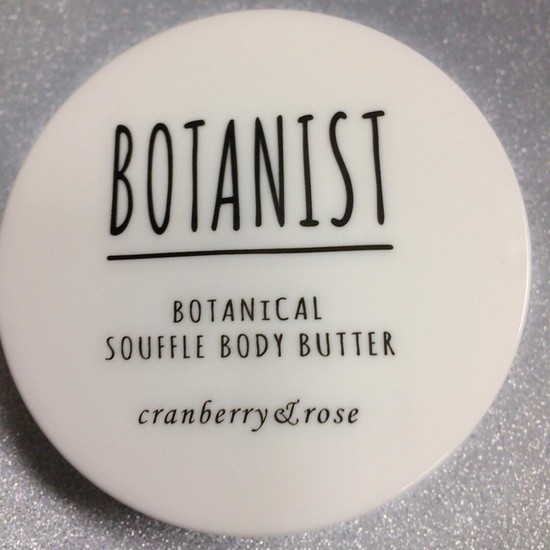 BOTANIST
BOTANICAL
SOUFFLE BODY BUTTER
cranberry&rose